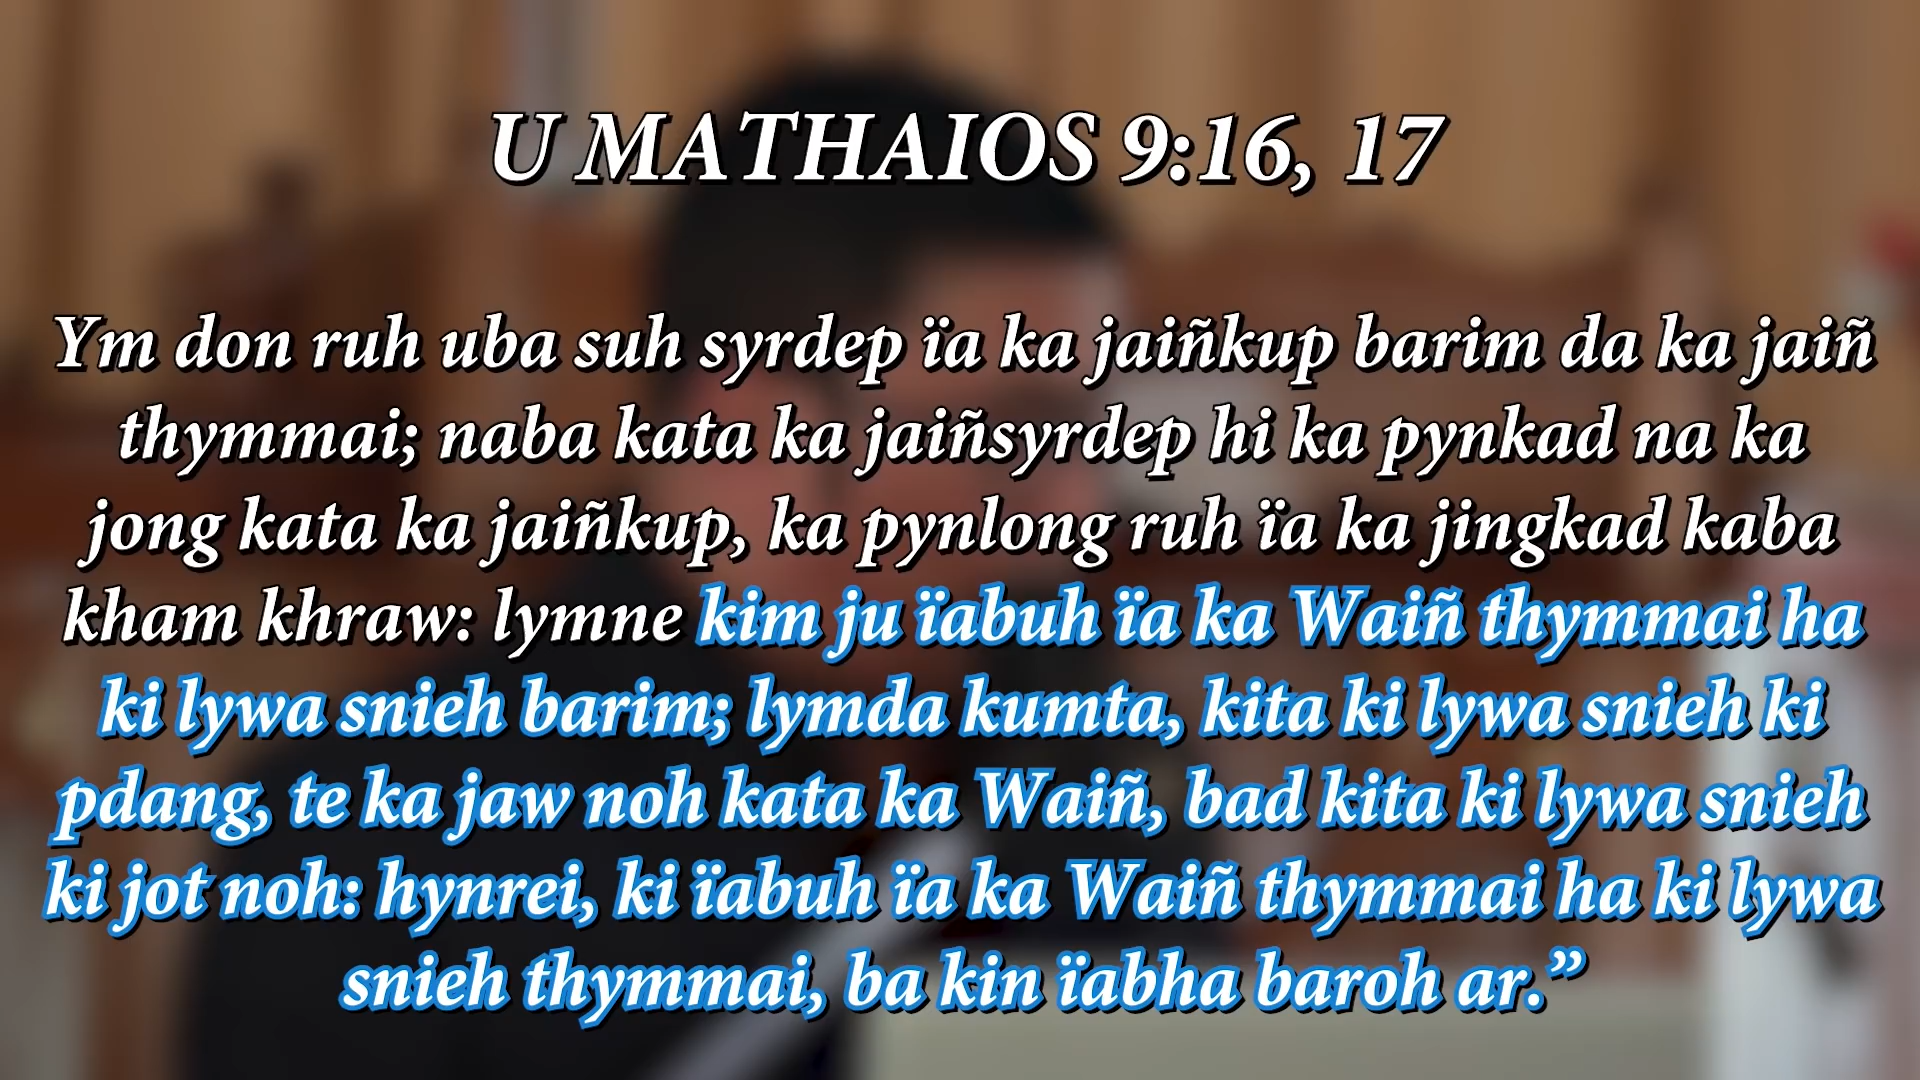 U MATHAIOS 9:16, 17
Ym don ruh uba suh syrdep ïa ka jaiñkup barim da ka jaiñ
thymmai; naba kata ka jaiñsyrdep hi ka pynkad na ka
jong kata ka jaiñkup, ka pynlong ruh ïa ka jingkad kaba
kham khraw: lymne kim ju ïabuh ïa ka Waiñ thymmai ha
ki lywa snieh barim; lymda kumta, kita ki lywa snieh ki
pdang, te ka jaw noh kata ka Waiñ, bad kita ki lywa snieh
ki jot noh: hynrei, ki ïabuh ïa ka Waiñ thymmai ha ki lywa
snieh thymmai, ba kin ïabha baroh ar.”